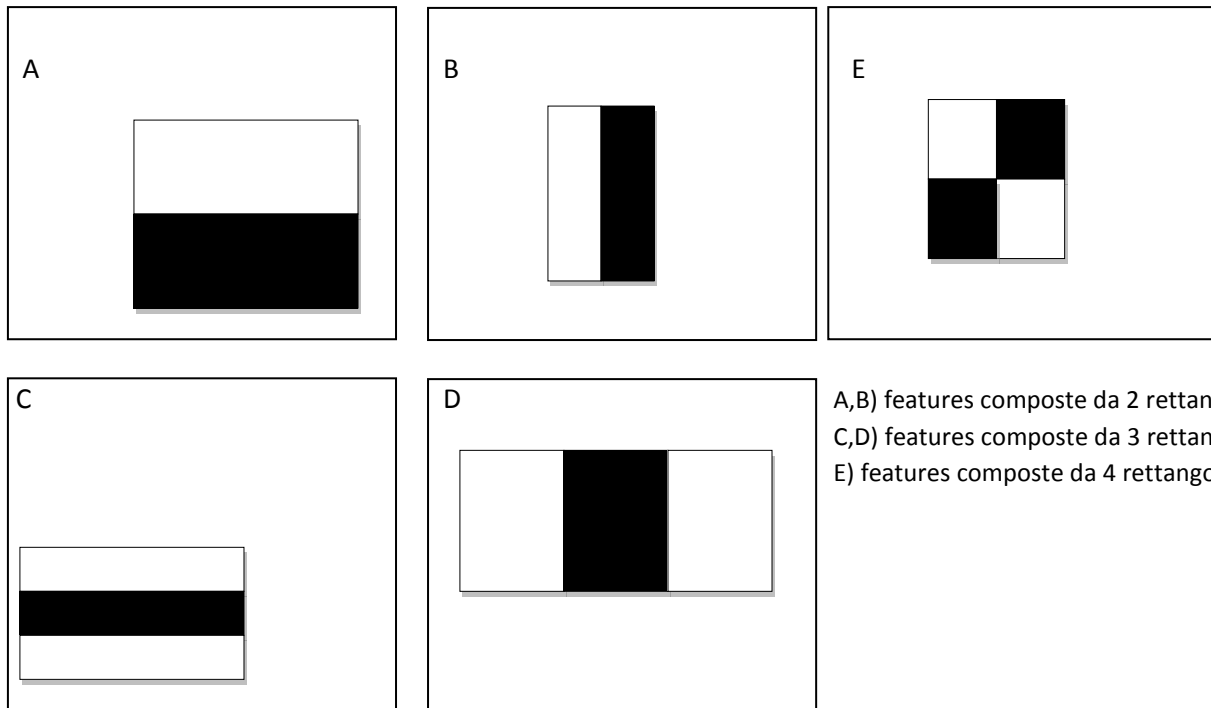 A
B
E
C
D
A,B) features composte da 2 rettan
C,D) features composte da 3 rettan
E) features composte da 4 rettango